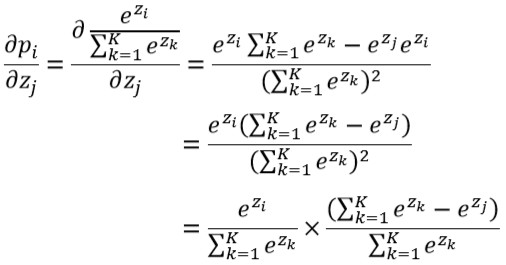 ∂p_i/∂z_j = ∂ (e^{z_i} / ∑_{k=1}^{K} e^{z_k}) / ∂z_j = (e^{z_i} ∑_{k=1}^{K} e^{z_k} − e^{z_j} e^{z_i}) / (∑_{k=1}^{K} e^{z_k})^2
= e^{z_i} (∑_{k=1}^{K} e^{z_k} − e^{z_j}) / (∑_{k=1}^{K} e^{z_k})^2
= e^{z_i} / ∑_{k=1}^{K} e^{z_k} × (∑_{k=1}^{K} e^{z_k} − e^{z_j}) / ∑_{k=1}^{K} e^{z_k}